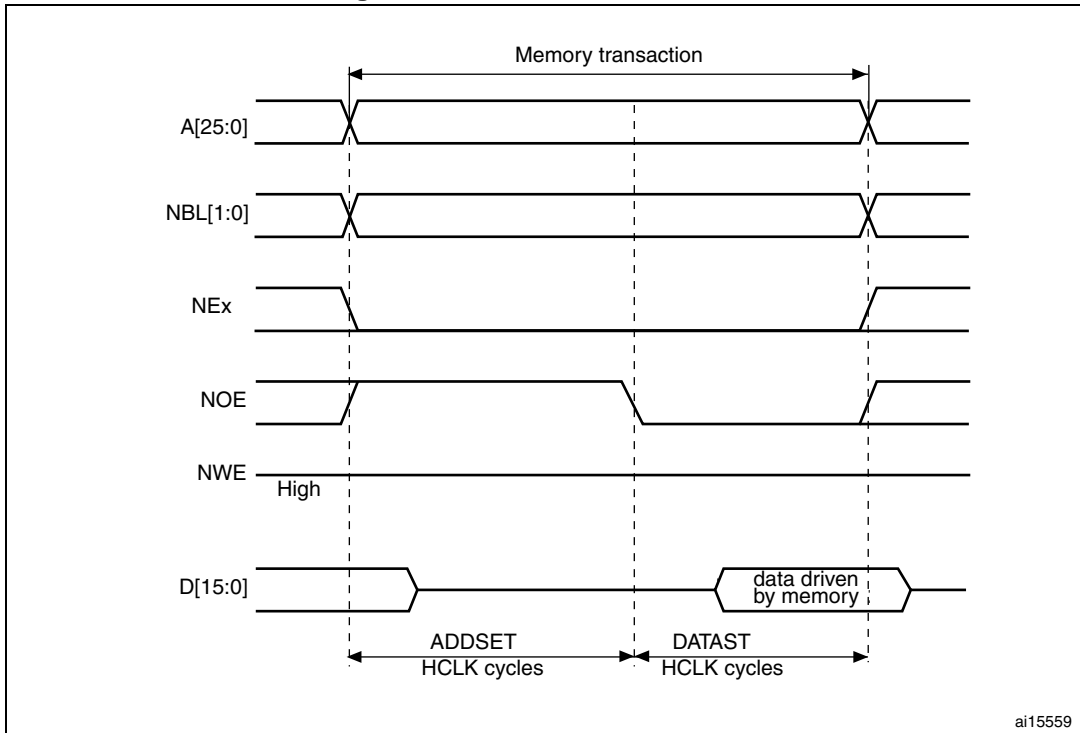 Memory transaction
A[25:0]
NBL[1:0]
NEx
NOE
NWE
High
D[15:0]
data driven
by memory
ADDSET
HCLK cycles
DATAST
HCLK cycles
ai15559